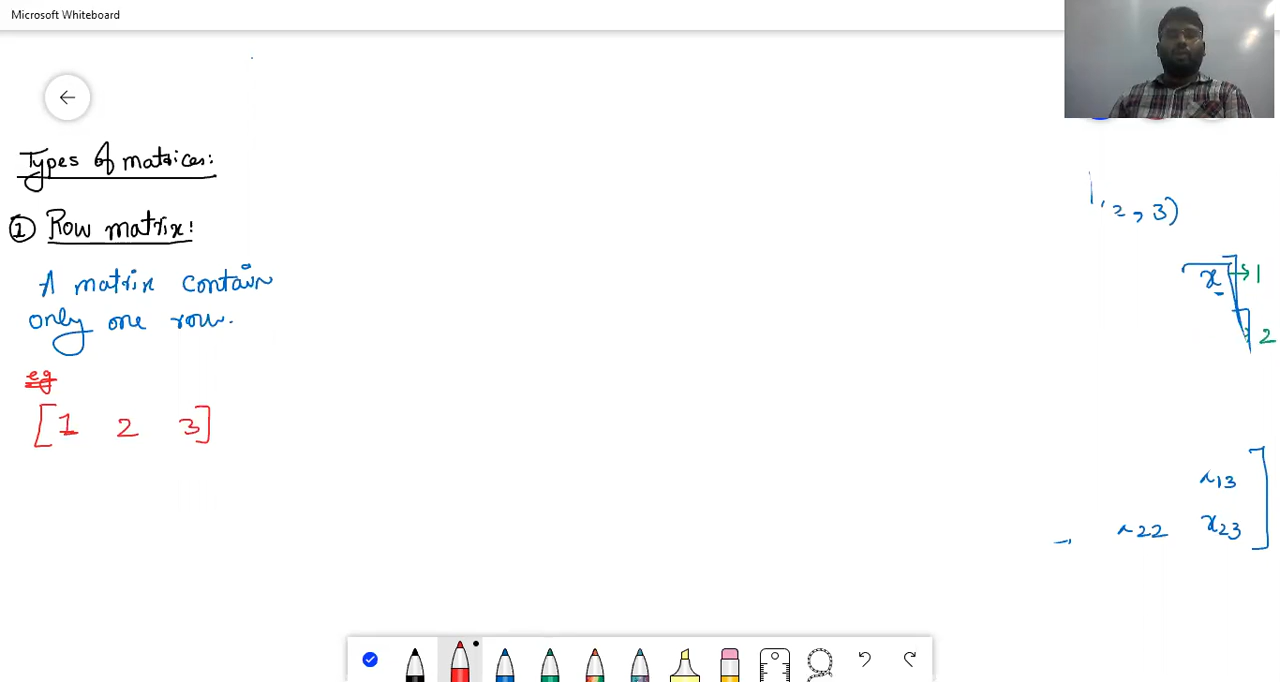 Microsoft Whiteboard
Types of matrices:
① Row matrix:
A matrix contain
only one row.
eg
[1 2 3]
1, 2, 3)
x → 1
2
x13
x22 x23